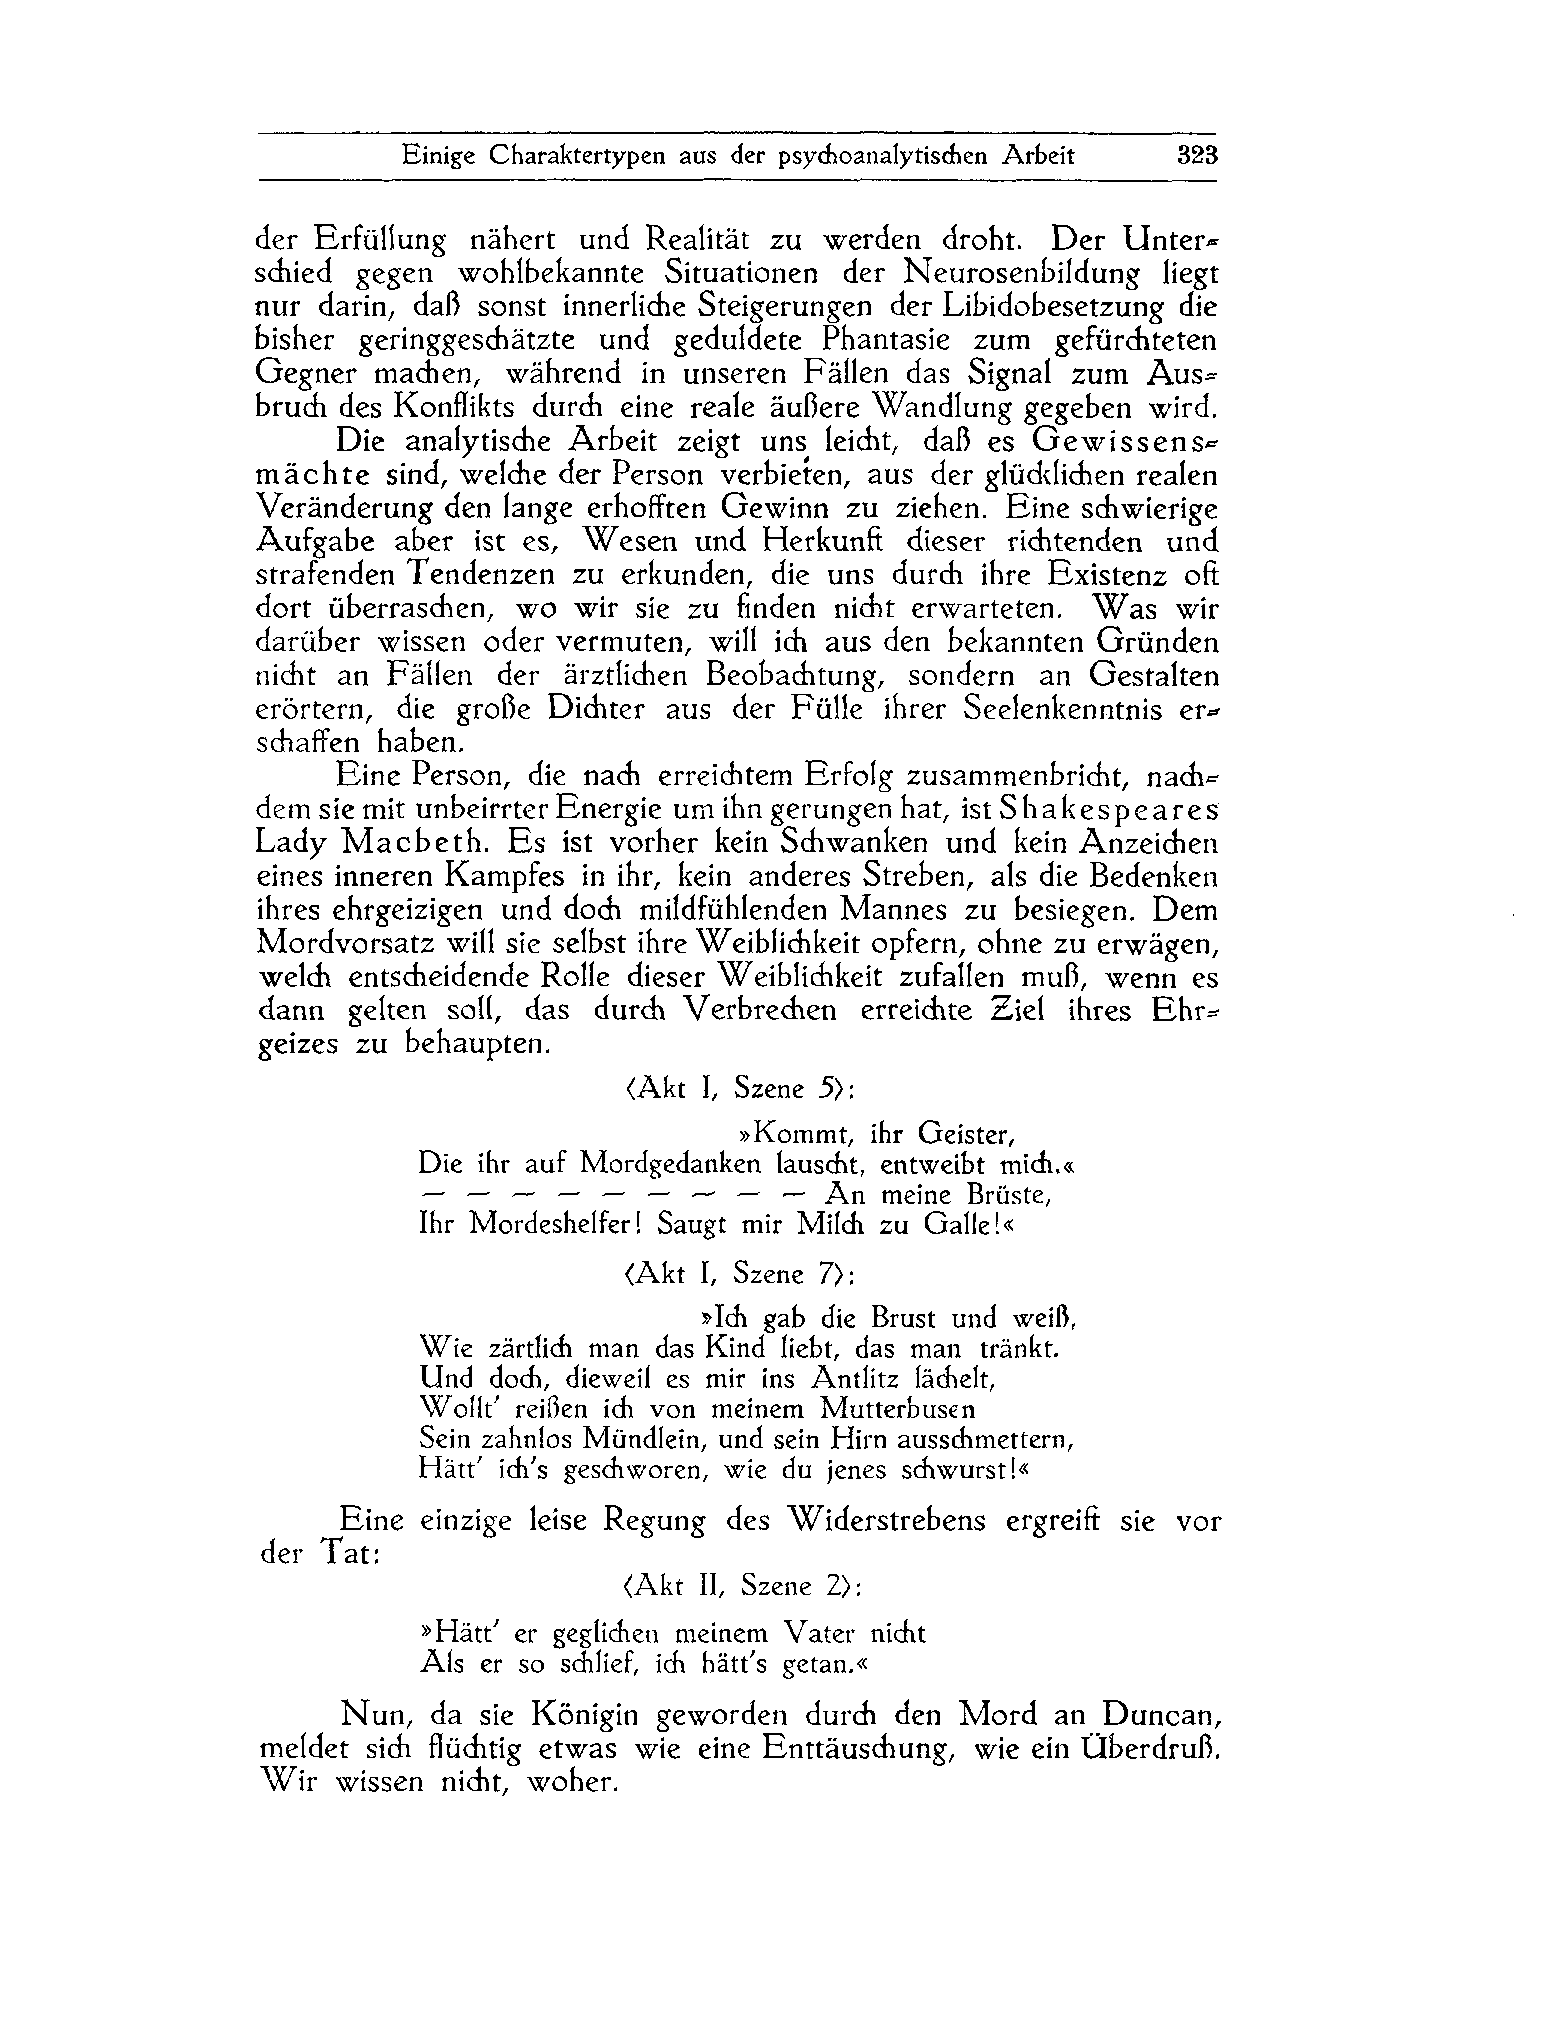 Einige Charaktertypen aus der psychoanalytischen Arbeit 323
der Erfüllung nähert und Realität zu werden droht. Der Unter-
schied gegen wohlbekannte Situationen der Neurosenbildung liegt
nur darin, daß sonst innerliche Steigerungen der Libidobesetzung die
bisher geringgeschätzte und geduldete Phantasie zum gefürchteten
Gegner machen, während in unseren Fällen das Signal zum Aus-
bruch des Konflikts durch eine reale äußere Wandlung gegeben wird.
Die analytische Arbeit zeigt uns leicht, daß es Gewissens-
mächte sind, welche der Person verbieten, aus der glücklichen realen
Veränderung den lange erhofften Gewinn zu ziehen. Eine schwierige
Aufgabe aber ist es, Wesen und Herkunft dieser richtenden und
strafenden Tendenzen zu erkunden, die uns durch ihre Existenz oft
dort überraschen, wo wir sie zu finden nicht erwarteten. Was wir
darüber wissen oder vermuten, will ich aus den bekannten Gründen
nicht an Fällen der ärztlichen Beobachtung, sondern an Gestalten
erörtern, die große Dichter aus der Fülle ihrer Seelenkenntnis er-
schaffen haben.
Eine Person, die nach erreichtem Erfolg zusammenbricht, nach-
dem sie mit unbeirrter Energie um ihn gerungen hat, ist Shakespeares
Lady Macbeth. Es ist vorher kein Schwanken und kein Anzeichen
eines inneren Kampfes in ihr, kein anderes Streben, als die Bedenken
ihres ehrgeizigen und doch mildfühlenden Mannes zu besiegen. Dem
Mordvorsatz will sie selbst ihre Weiblichkeit opfern, ohne zu erwägen,
welch entscheidende Rolle dieser Weiblichkeit zufallen muß, wenn es
dann gelten soll, das durch Verbrechen erreichte Ziel ihres Ehr-
geizes zu behaupten.
⟨Akt I, Szene 5⟩:
»Kommt, ihr Geister,
Die ihr auf Mordgedanken lauscht, entweibt mich.«
— — — — — — — — — An meine Brüste,
Ihr Mordeshelfer! Saugt mir Milch zu Galle!«
⟨Akt I, Szene 7⟩:
»Ich gab die Brust und weiß,
Wie zärtlich man das Kind liebt, das man tränkt.
Und doch, dieweil es mir ins Antlitz lächelt,
Wollt' reißen ich von meinem Mutterbusen
Sein zahnlos Mündlein, und sein Hirn ausschmettern,
Hätt' ich's geschworen, wie du jenes schwurst!«
Eine einzige leise Regung des Widerstrebens ergreift sie vor
der Tat:
⟨Akt II, Szene 2⟩:
»Hätt' er geglichen meinem Vater nicht
Als er so schlief, ich hätt's getan.«
Nun, da sie Königin geworden durch den Mord an Duncan,
meldet sich flüchtig etwas wie eine Enttäuschung, wie ein Überdruß.
Wir wissen nicht, woher.